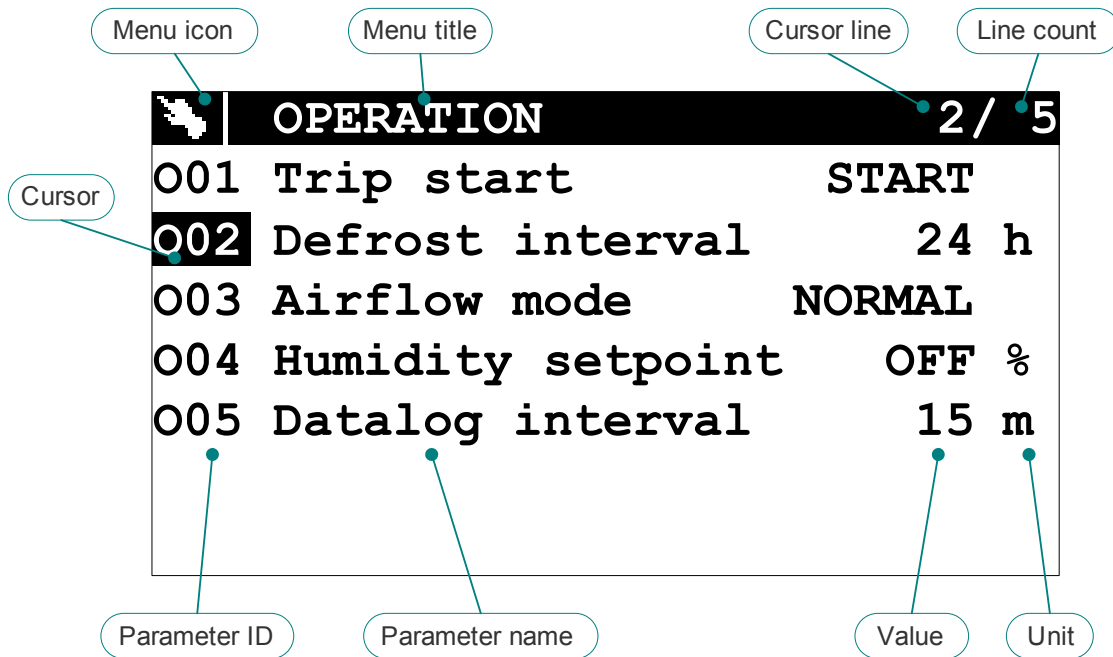 Menu icon Menu title Cursor line Line count
OPERATION 2/ 5
O01 Trip start START
Cursor
O02 Defrost interval 24 h
O03 Airflow mode NORMAL
O04 Humidity setpoint OFF %
O05 Datalog interval 15 m
Parameter ID Parameter name Value Unit